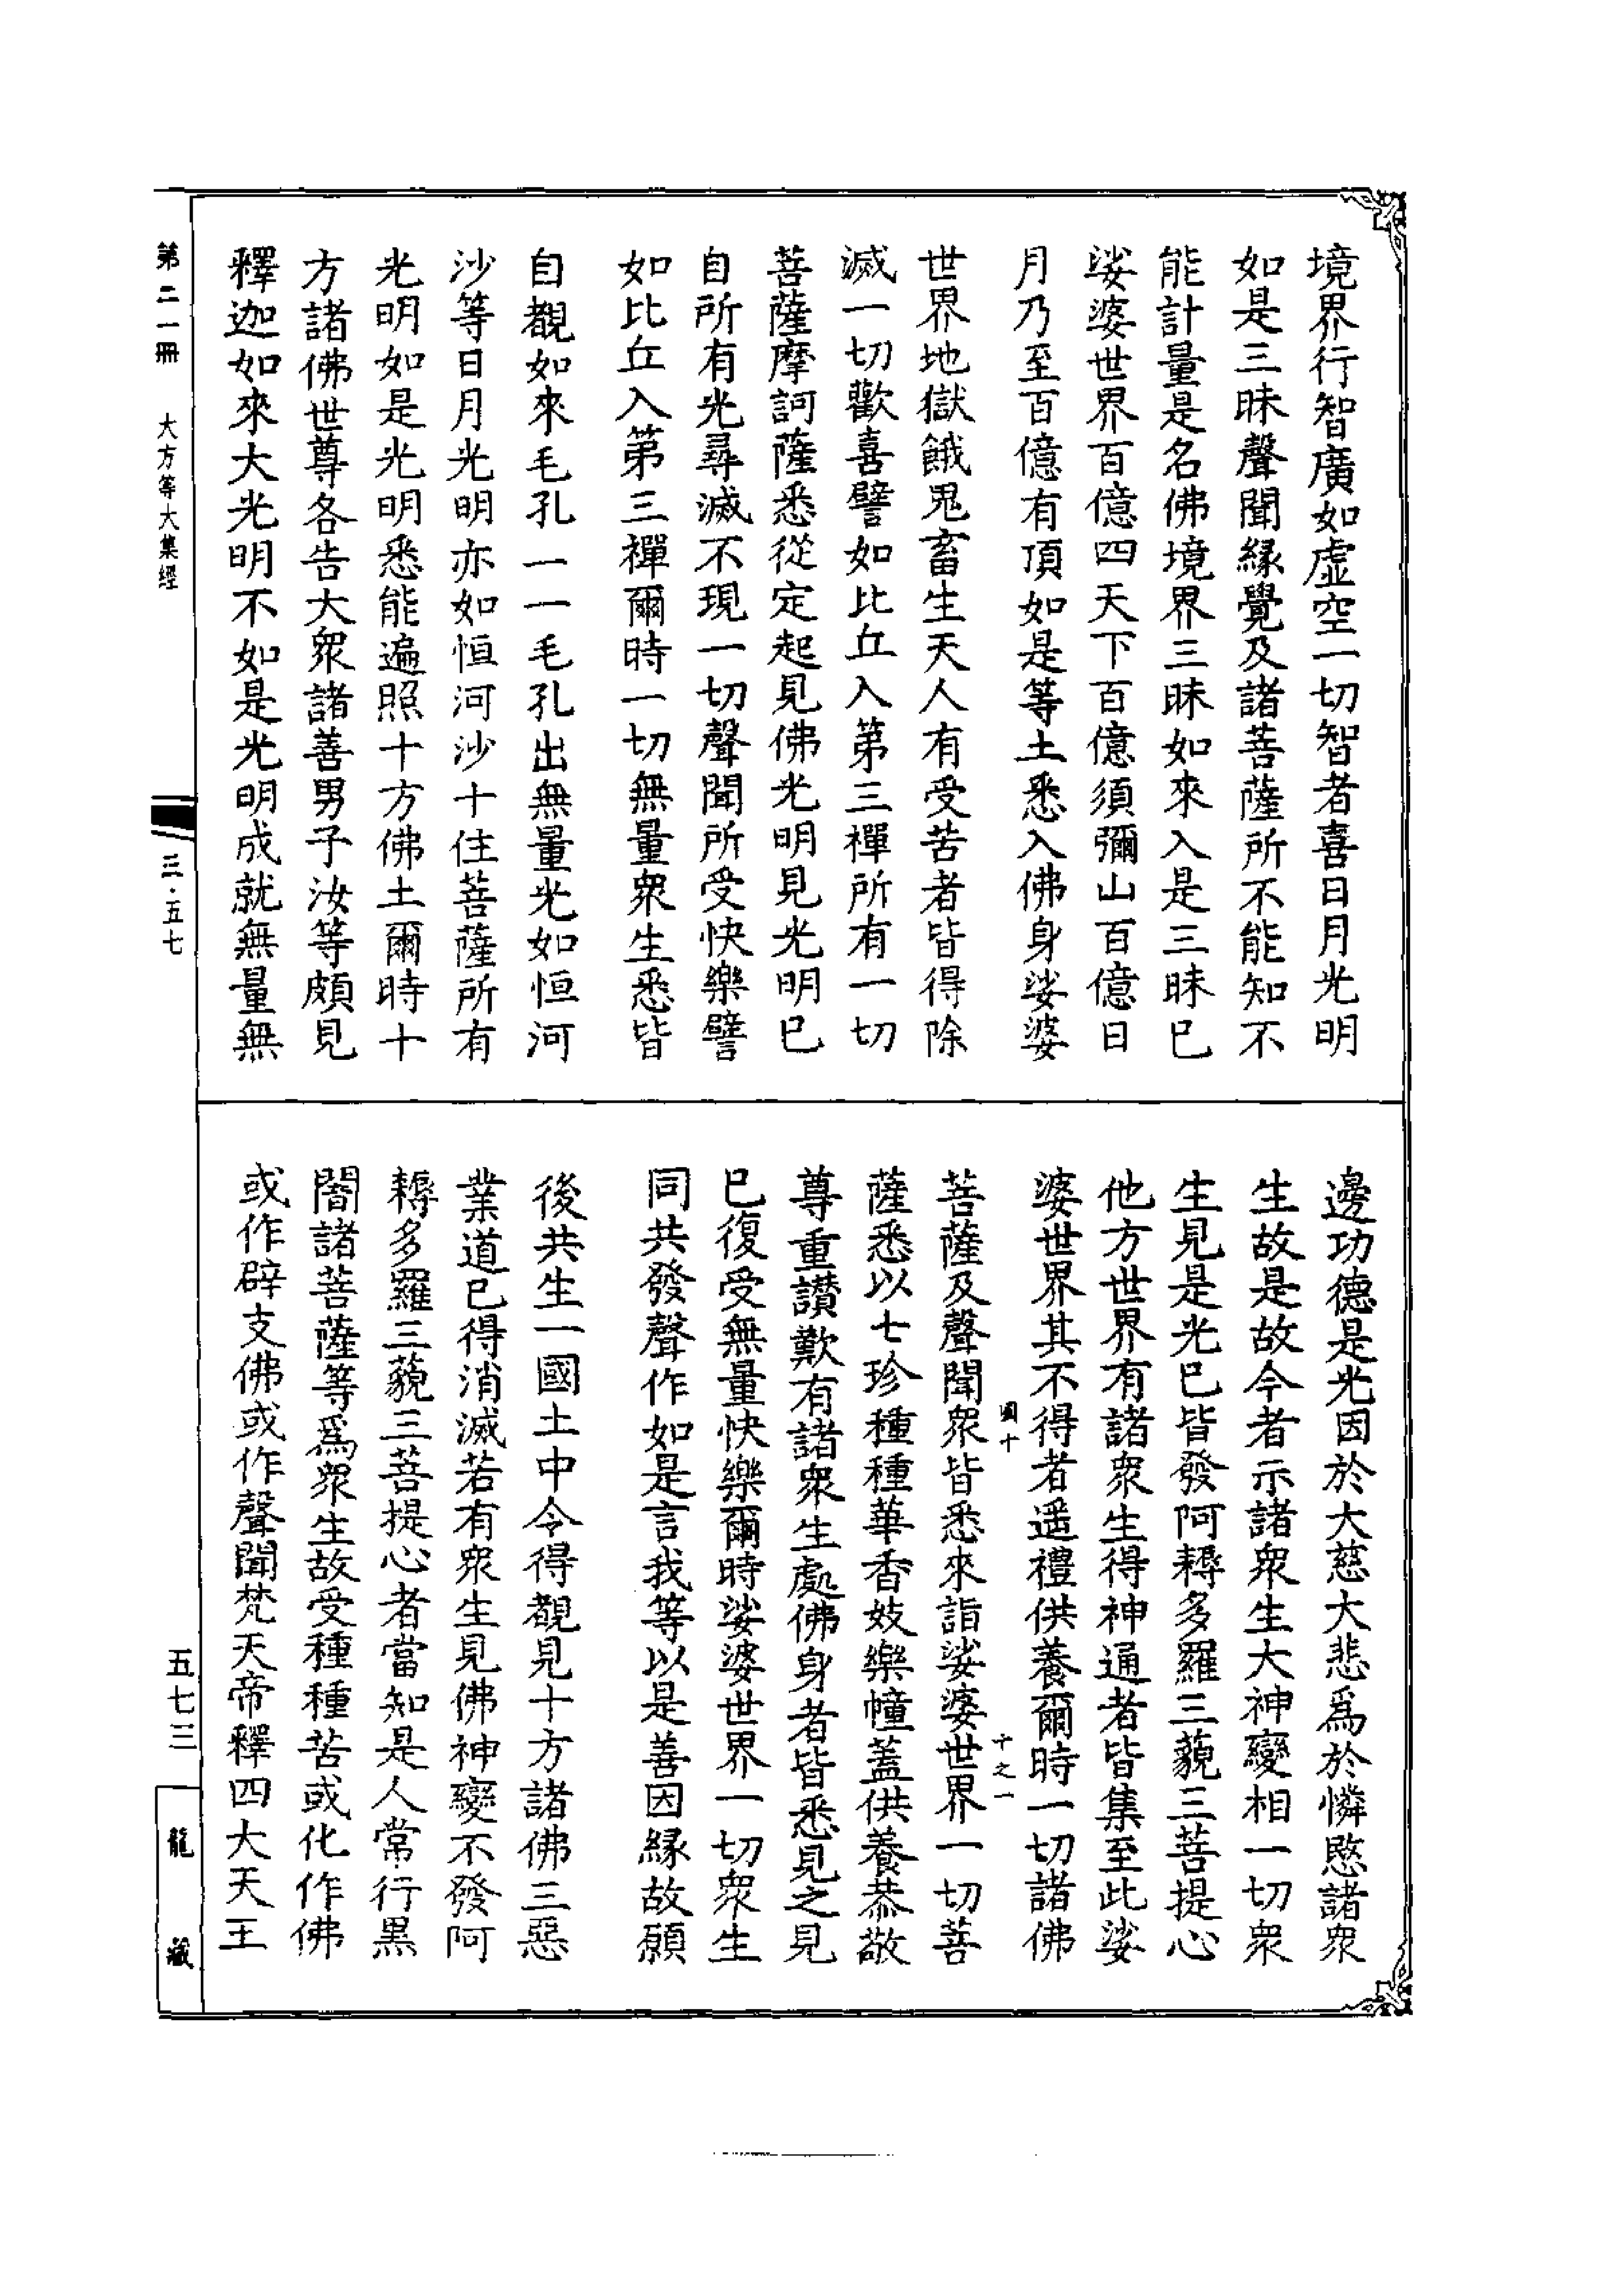 境界行智廣如虛空一切智者喜日月光明
如是三昧聲聞緣覺及諸菩薩所不能知不
能計量是名佛境界三昧如來入是三昧已
娑婆世界百億四天下百億須彌山百億日
月乃至百億有頂如是等土悉入佛身娑婆
世界地獄餓鬼畜生天人有受苦者皆得除
滅一切歡喜譬如比丘入第三禪所有一切
菩薩摩訶薩悉從定起見佛光明見光明已
自所有光尋滅不現一切聲聞所受快樂譬
如比丘入第三禪爾時一切無量衆生悉皆
自覩如來毛孔一一毛孔出無量光如恒河
沙等日月光明亦如恒河沙十住菩薩所有
光明如是光明悉能遍照十方佛土爾時十
方諸佛世尊各告大衆諸善男子汝等頗見
釋迦如來大光明不如是光明成就無量無
邊功德是光因於大慈大悲爲於憐愍諸衆
生故是故今者示諸衆生大神變相一切衆
生見是光已皆發阿耨多羅三藐三菩提心
他方世界有諸衆生得神通者皆集至此娑
婆世界其不得者遥禮供養爾時一切諸佛
圓十 十之一
菩薩及聲聞衆皆悉來詣娑婆世界一切菩
薩悉以七珍種種華香妓樂幢蓋供養恭敬
尊重讃歎有諸衆生處佛身者皆悉見之見
已復受無量快樂爾時娑婆世界一切衆生
同共發聲作如是言我等以是善因緣故願
後共生一國土中令得覩見十方諸佛三惡
業道已得消滅若有衆生見佛神變不發阿
耨多羅三藐三菩提心者當知是人常行黑
闇諸菩薩等爲衆生故受種種苦或化作佛
或作辟支佛或作聲聞梵天帝釋四大天王
第二一冊 大方等大集經
三·五七
五七三
龍藏